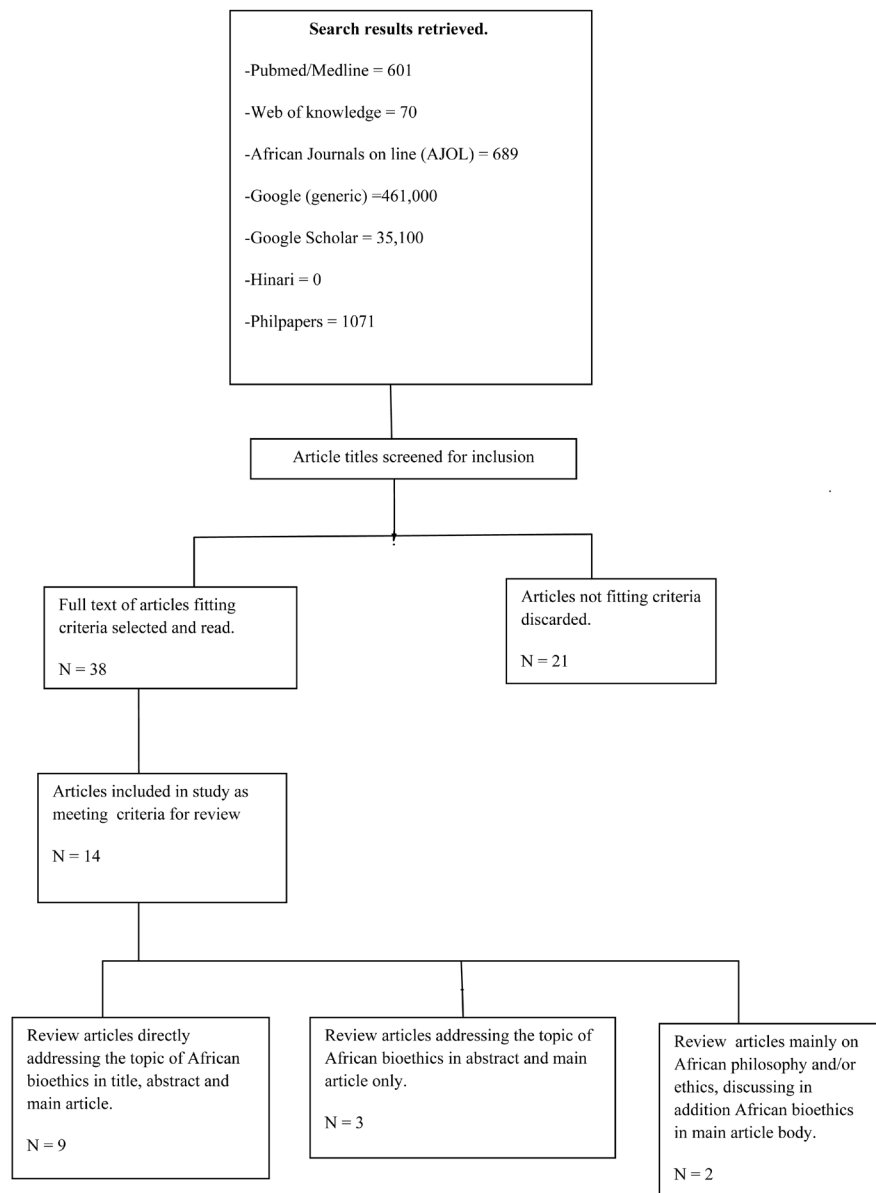 Search results retrieved.
-Pubmed/Medline = 601
-Web of knowledge = 70
-African Journals on line (AJOL) = 689
-Google (generic) =461,000
-Google Scholar = 35,100
-Hinari = 0
-Philpapers = 1071
Article titles screened for inclusion
Full text of articles fitting
criteria selected and read.
N = 38
Articles not fitting criteria
discarded.
N = 21
Articles included in study as
meeting criteria for review
N = 14
Review articles directly
addressing the topic of African
bioethics in title, abstract and
main article.
N = 9
Review articles addressing the topic of
African bioethics in abstract and main
article only.
N = 3
Review articles mainly on
African philosophy and/or
ethics, discussing in
addition African bioethics
in main article body.
N = 2